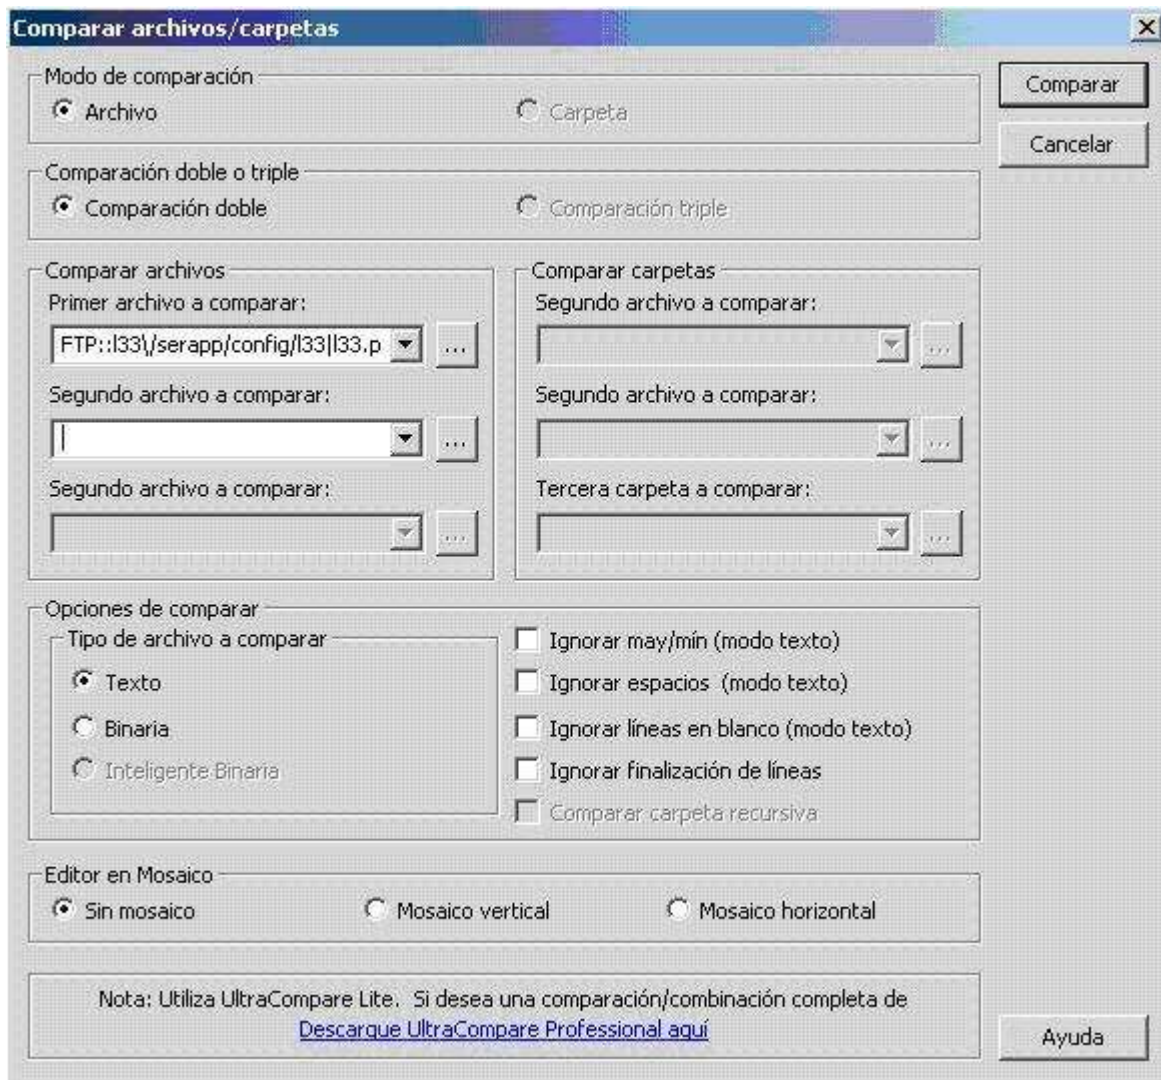 Comparar archivos/carpetas
Modo de comparación
Archivo
Carpeta
Comparar
Cancelar
Comparación doble o triple
Comparación doble
Comparación triple
Comparar archivos
Primer archivo a comparar:
FTP::l33\/serapp/config/l33|l33.p
...
Segundo archivo a comparar:
...
Segundo archivo a comparar:
...
Comparar carpetas
Segundo archivo a comparar:
...
Segundo archivo a comparar:
...
Tercera carpeta a comparar:
...
Opciones de comparar
Tipo de archivo a comparar
Texto
Binaria
Inteligente Binaria
Ignorar may/mín (modo texto)
Ignorar espacios (modo texto)
Ignorar líneas en blanco (modo texto)
Ignorar finalización de líneas
Comparar carpeta recursiva
Editor en Mosaico
Sin mosaico
Mosaico vertical
Mosaico horizontal
Nota: Utiliza UltraCompare Lite. Si desea una comparación/combinación completa de
Descargue UltraCompare Professional aquí
Ayuda